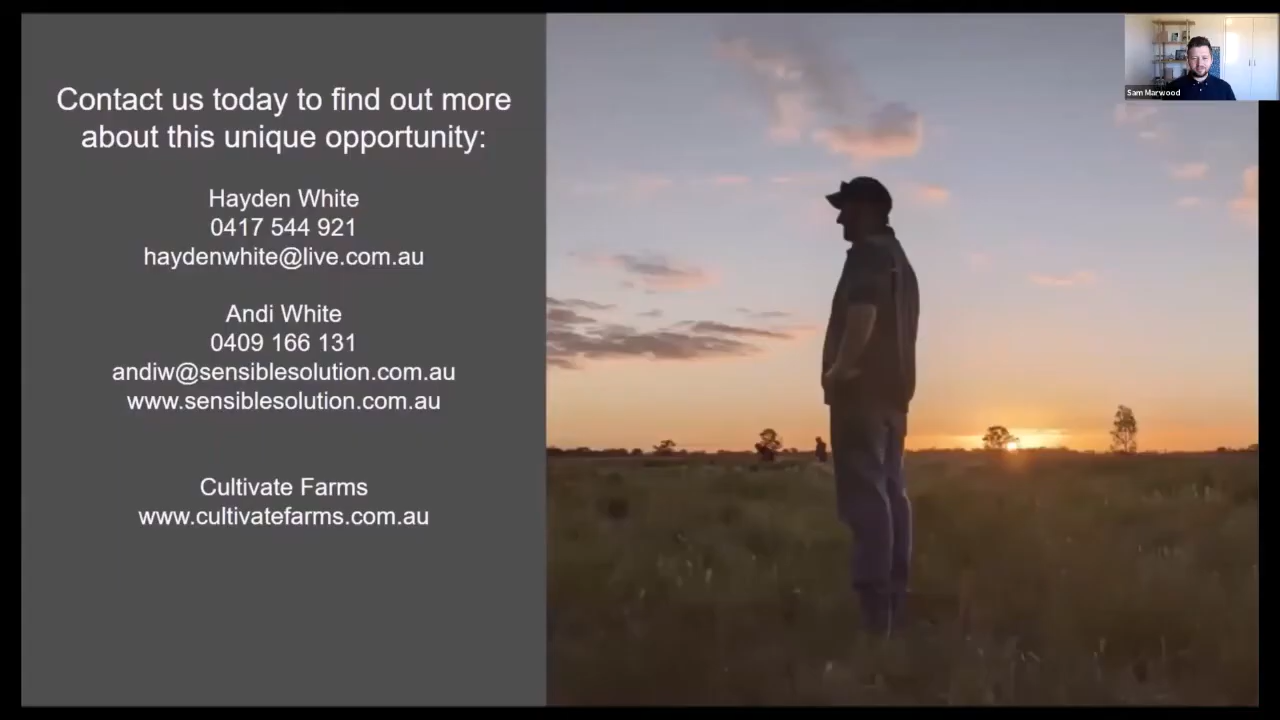 Contact us today to find out more
about this unique opportunity:
Hayden White
0417 544 921
haydenwhite@live.com.au
Andi White
0409 166 131
andiw@sensiblesolution.com.au
www.sensiblesolution.com.au
Cultivate Farms
www.cultivatefarms.com.au
Sam Marwood